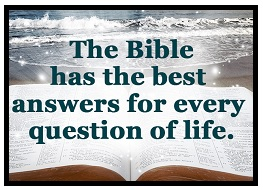 The Bible
has the best
answers for every
question of life.